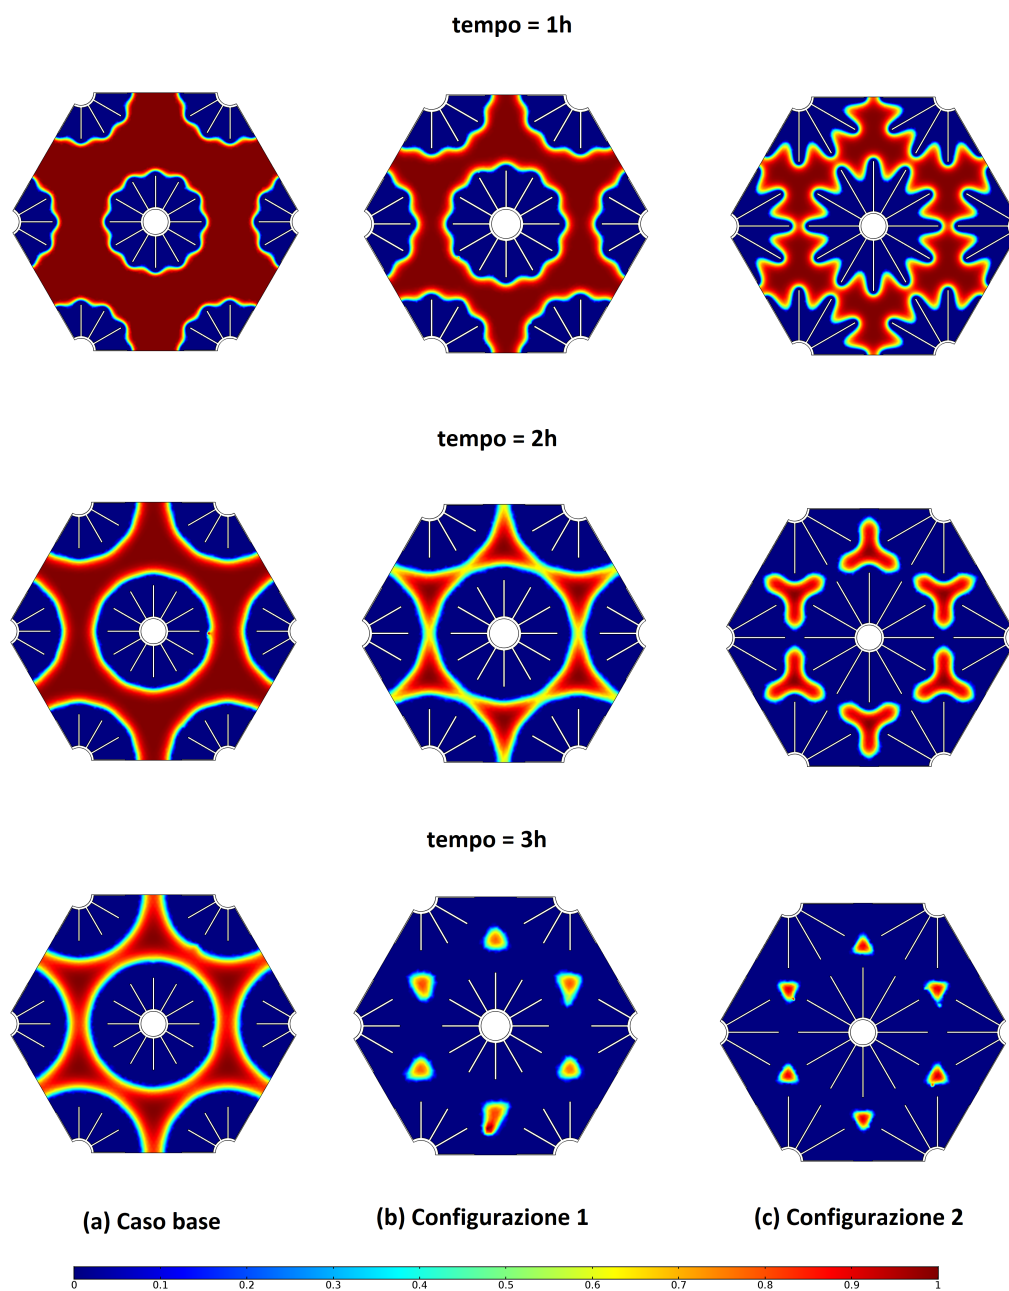 tempo = 1h
tempo = 2h
tempo = 3h
(a) Caso base (b) Configurazione 1 (c) Configurazione 2
0 0.1 0.2 0.3 0.4 0.5 0.6 0.7 0.8 0.9 1